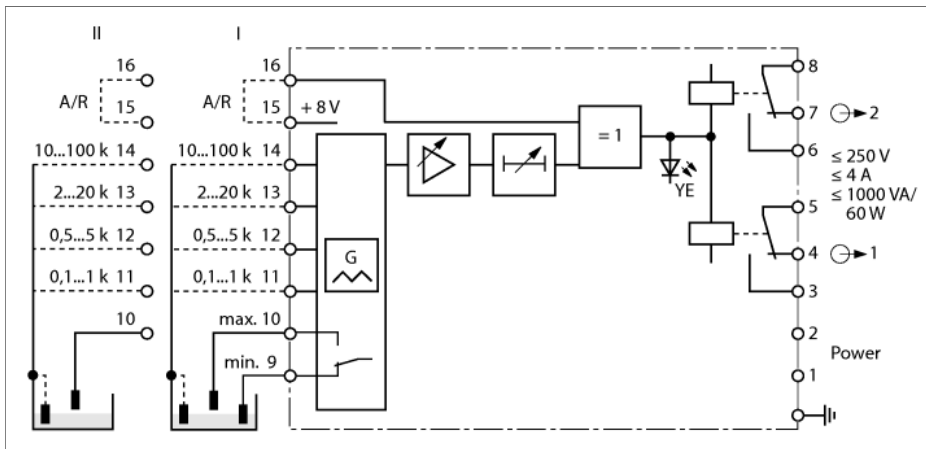 II
I
16
A/R
15
10...100 k 14
2...20 k 13
0,5...5 k 12
0,1...1 k 11
10
16
A/R
15
+ 8 V
10...100 k 14
2...20 k 13
0,5...5 k 12
0,1...1 k 11
max. 10
min. 9
G
= 1
YE
8
7
2
6
≤ 250 V
≤ 4 A
≤ 1000 VA/
60 W
5
4
1
3
2
Power
1